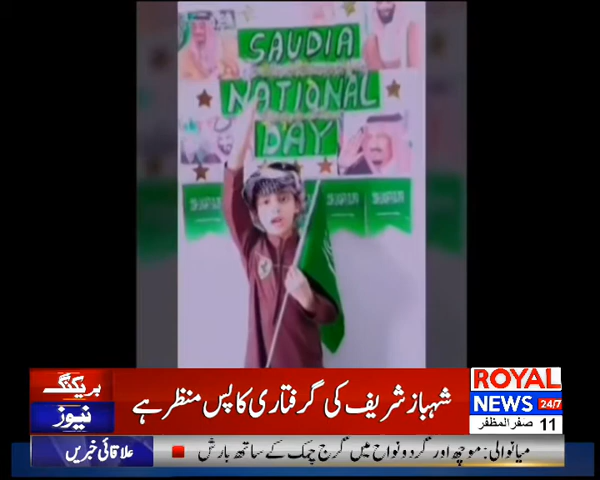 SAUDIA
NATIONAL
DAY
بریکنگ
نیوز
شہباز شریف کی گرفتاری کا پس منظر ہے
ROYAL
NEWS 24/7
11 صفر المظفر
علاقائی خبریں
میانوالی: موچھ اور گردونواح میں گرج چمک کے ساتھ بارش